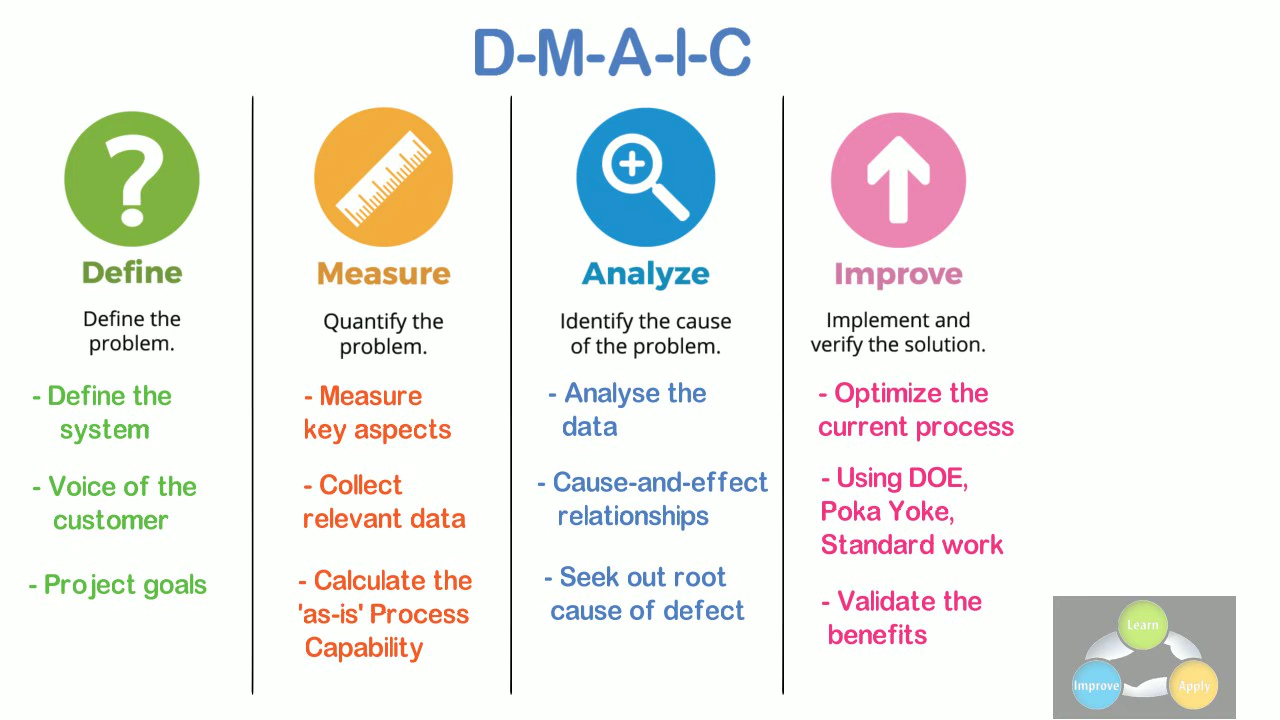 D-M-A-I-C
Define
Define the
problem.
- Define the
system
- Voice of the
customer
- Project goals
Measure
Quantify the
problem.
- Measure
key aspects
- Collect
relevant data
- Calculate the
'as-is' Process
Capability
Analyze
Identify the cause
of the problem.
- Analyse the
data
- Cause-and-effect
relationships
- Seek out root
cause of defect
Improve
Implement and
verify the solution.
- Optimize the
current process
- Using DOE,
Poka Yoke,
Standard work
- Validate the
benefits
Learn
Improve
Apply